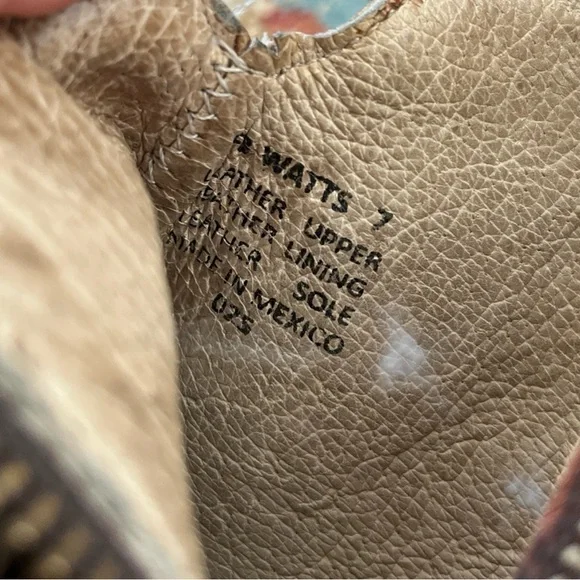 WATTS 7
LEATHER UPPER
LEATHER LINING
LEATHER SOLE
MADE IN MEXICO
025